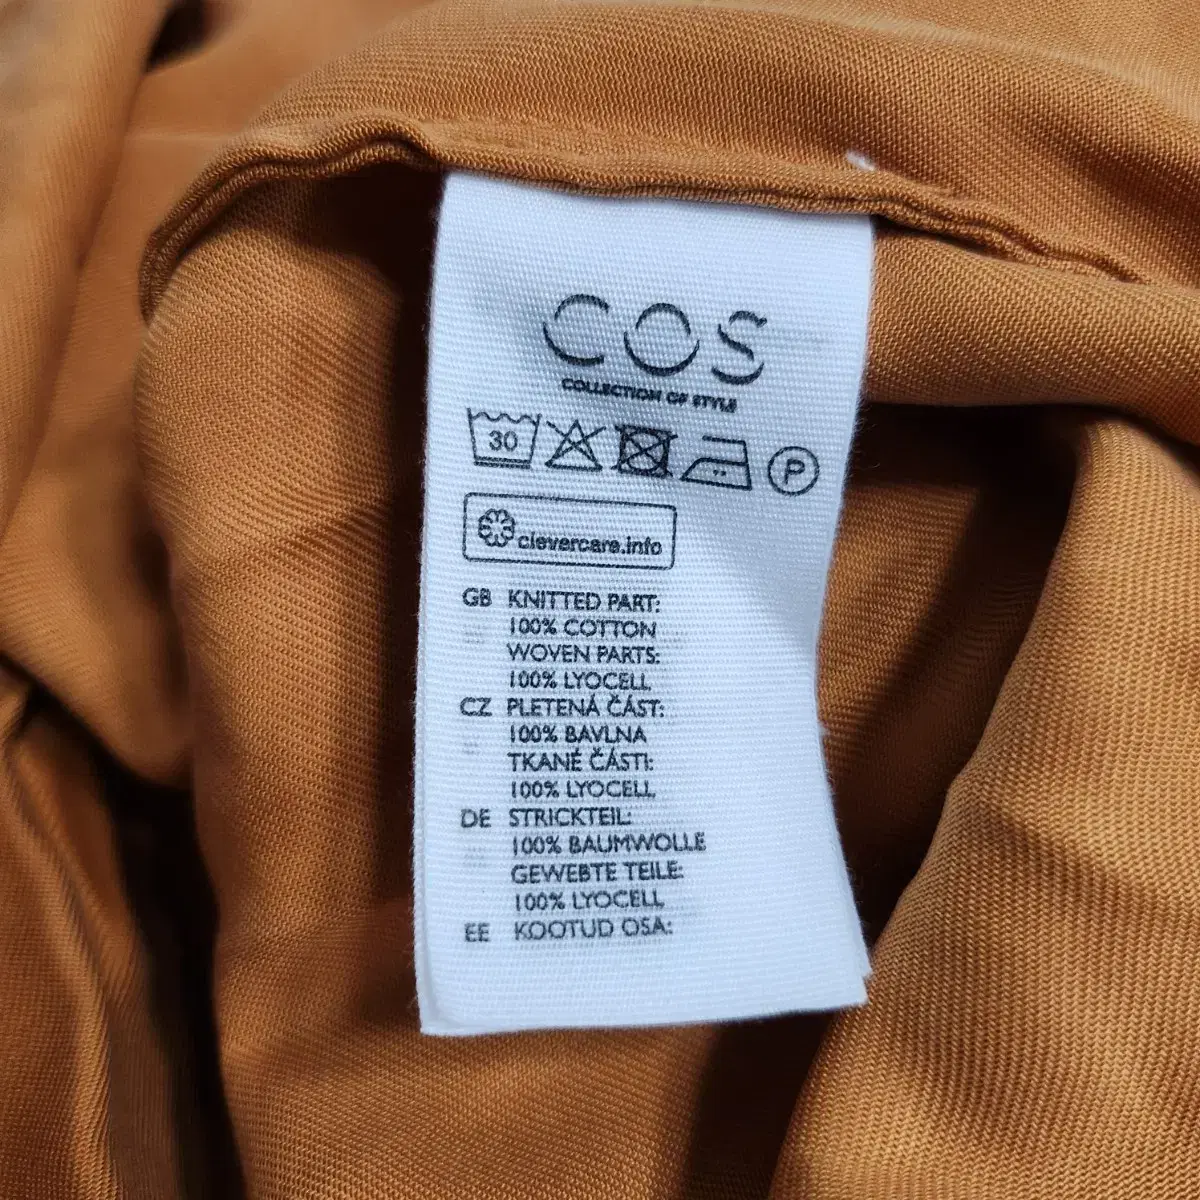 COS
COLLECTION OF STYLE
30 P
clevercare.info
GB KNITTED PART:
100% COTTON
WOVEN PARTS:
100% LYOCELL
CZ PLETENÁ ČÁST:
100% BAVLNA
TKANÉ ČÁSTI:
100% LYOCELL
DE STRICKTEIL:
100% BAUMWOLLE
GEWEBTE TEILE:
100% LYOCELL
EE KOOTUD OSA: